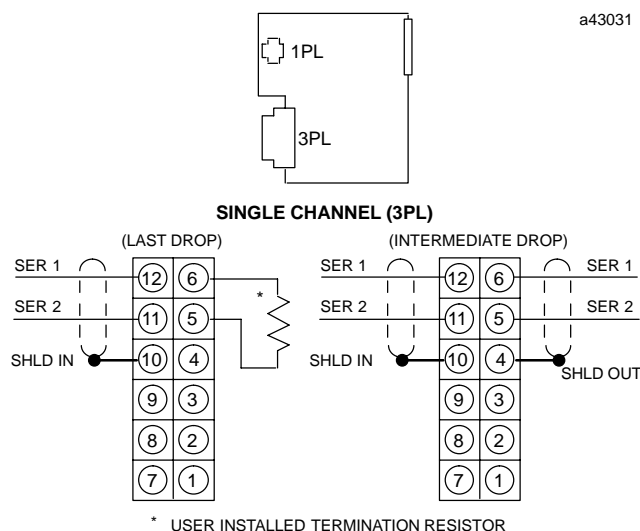 a43031
1PL
3PL
SINGLE CHANNEL (3PL)
(LAST DROP) (INTERMEDIATE DROP)
SER 1 12 6 SER 1 12 6 SER 1
* 
SER 2 11 5 SER 2 11 5 SER 2
SHLD IN 10 4 SHLD IN 10 4 SHLD OUT
9 3 9 3
8 2 8 2
7 1 7 1
* USER INSTALLED TERMINATION RESISTOR